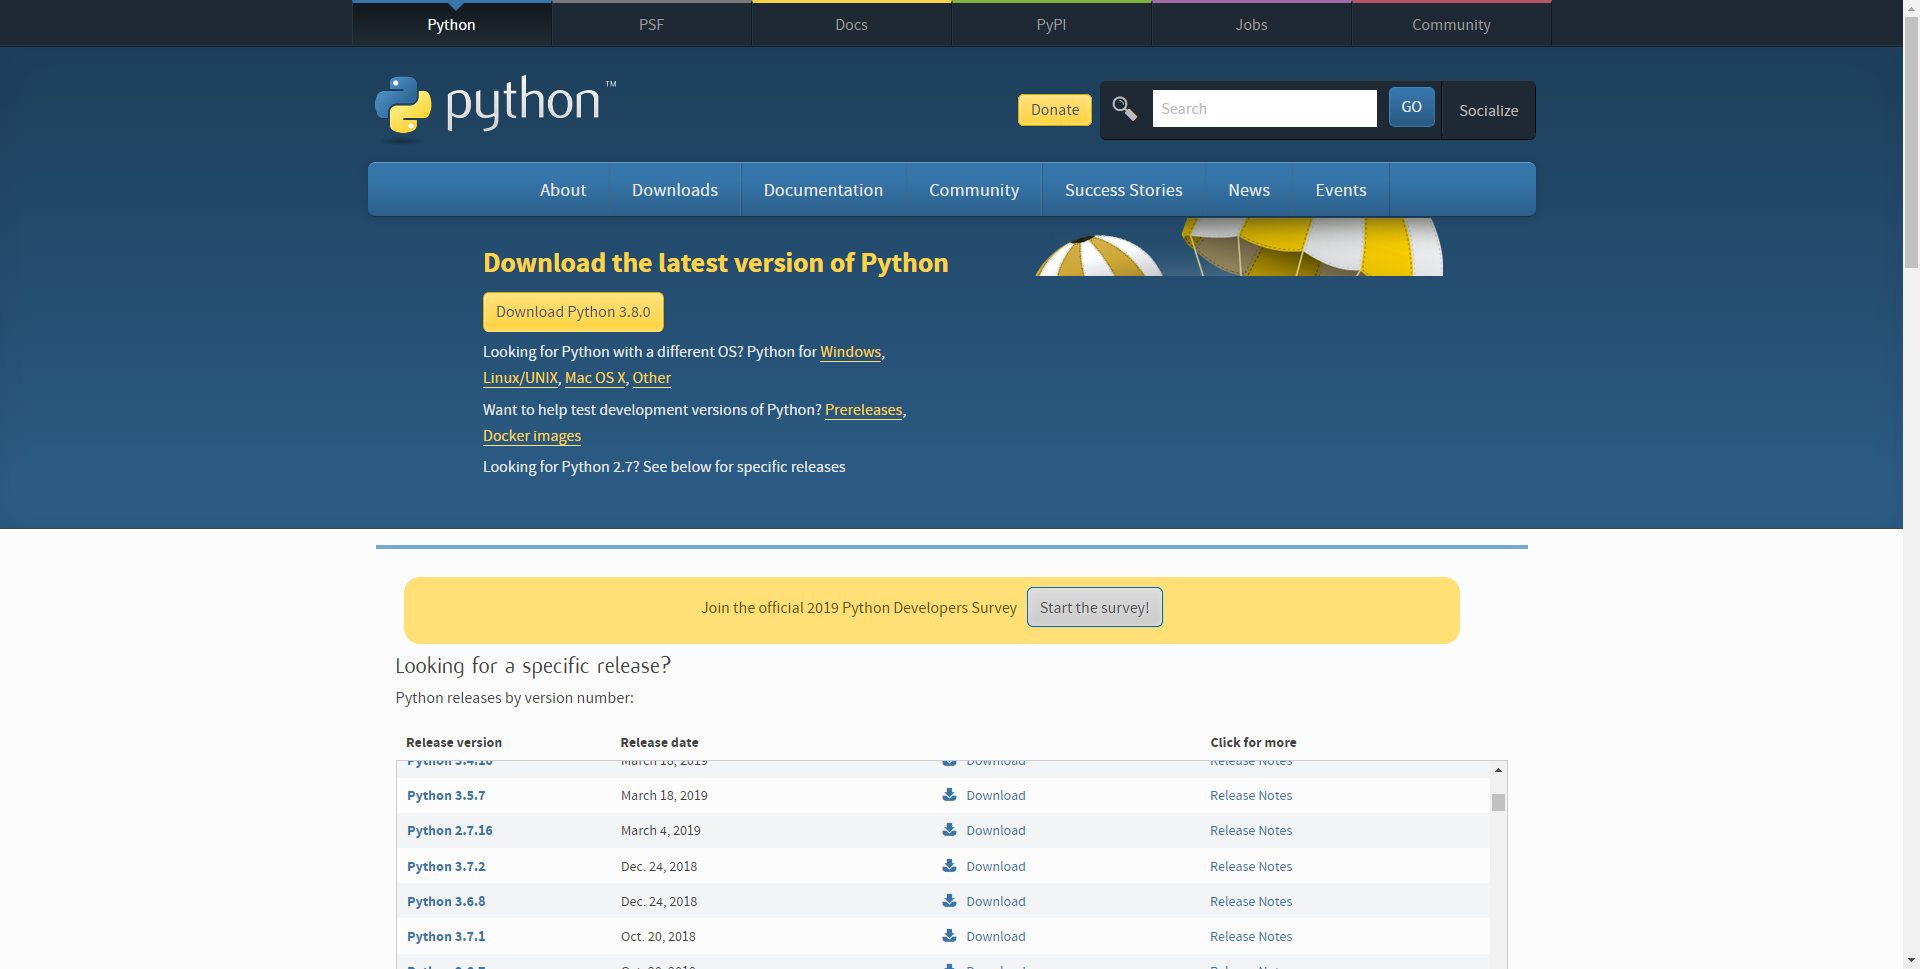 Python PSF Docs PyPI Jobs Community
python™
Donate Search GO Socialize
About Downloads Documentation Community Success Stories News Events
Download the latest version of Python
Download Python 3.8.0
Looking for Python with a different OS? Python for Windows,
Linux/UNIX, Mac OS X, Other
Want to help test development versions of Python? Prereleases,
Docker images
Looking for Python 2.7? See below for specific releases
Join the official 2019 Python Developers Survey Start the survey!
Looking for a specific release?
Python releases by version number:
Release version Release date Click for more
Python 3.4.10 March 18, 2019 Download Release Notes
Python 3.5.7 March 18, 2019 Download Release Notes
Python 2.7.16 March 4, 2019 Download Release Notes
Python 3.7.2 Dec. 24, 2018 Download Release Notes
Python 3.6.8 Dec. 24, 2018 Download Release Notes
Python 3.7.1 Oct. 20, 2018 Download Release Notes